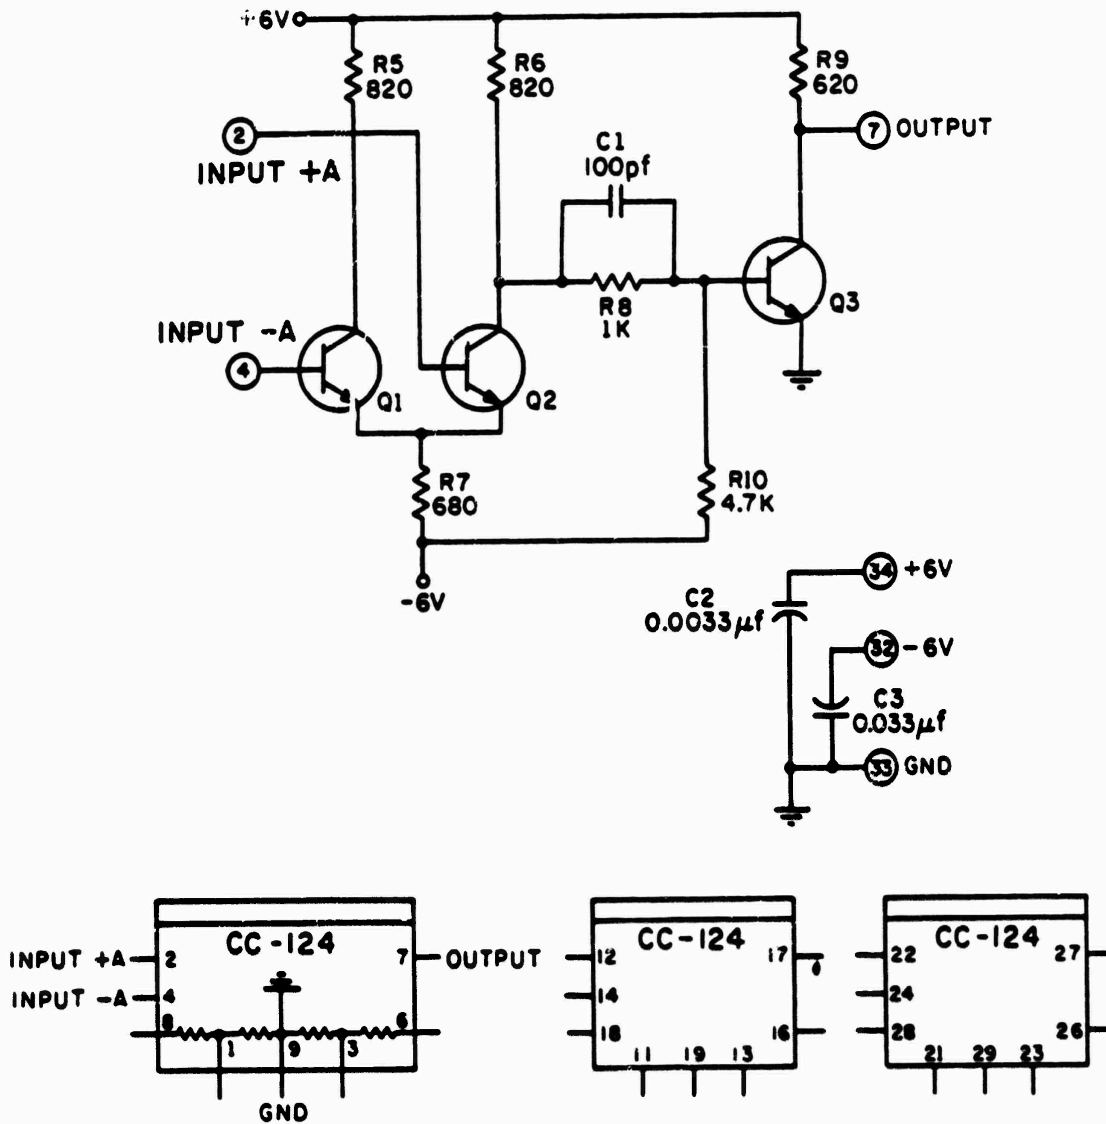 +6V
R5
820
R6
820
R9
620
2
INPUT +A
C1
100pf
7 OUTPUT
R8
1K
Q3
INPUT -A
4
Q1
Q2
R7
680
R10
4.7K
-6V
34 +6V
C2
0.0033μf
32 -6V
C3
0.033μf
33 GND
CC-124
INPUT +A 2
7 OUTPUT
INPUT -A 4
8
6
1 9 3
GND
CC-124
12
17
14
18
16
11 19 13
CC-124
22
27
24
28
26
21 29 23